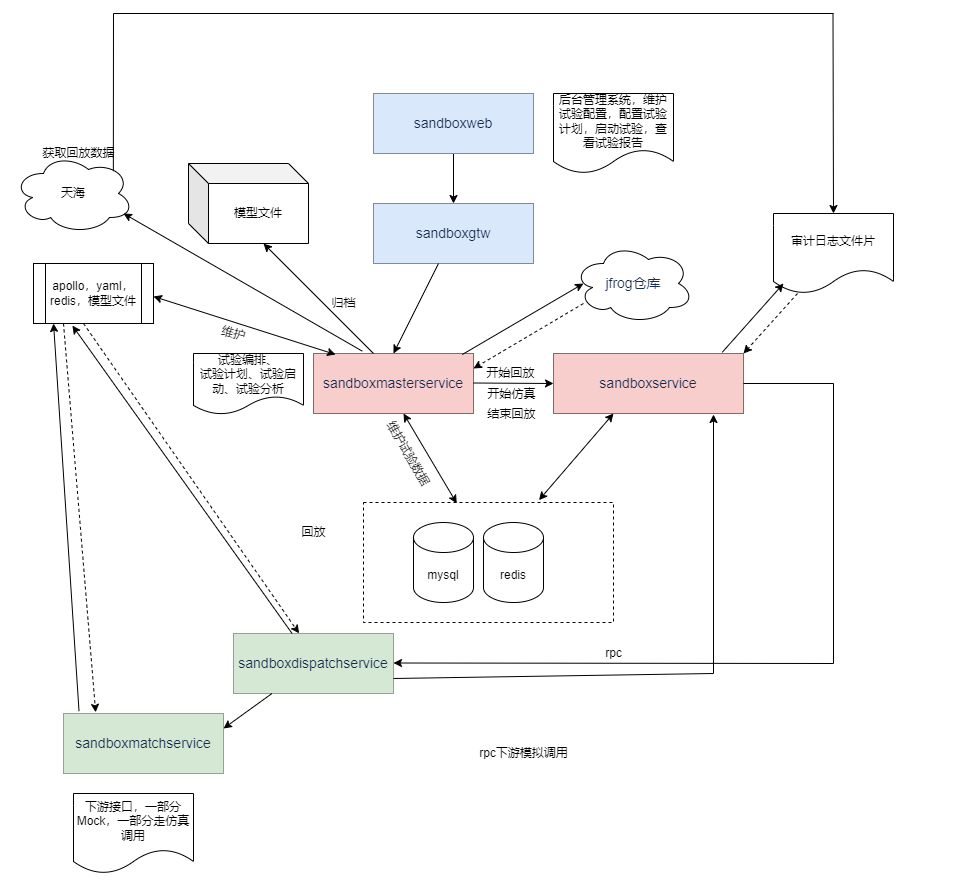 sandboxweb
后台管理系统，维护
试验配置，配置试验
计划，启动试验，查
看试验报告
获取回放数据
天海
模型文件
sandboxgtw
审计日志文件片
apollo，yaml，
redis，模型文件
jfrog仓库
归档
维护
试验编排、
试验计划、试验启
动、试验分析
sandboxmasterservice
开始回放
开始仿真
结束回放
sandboxservice
维护试验数据
回放
mysql
redis
sandboxdispatchservice
rpc
sandboxmatchservice
rpc下游模拟调用
下游接口，一部分
Mock，一部分走仿真
调用